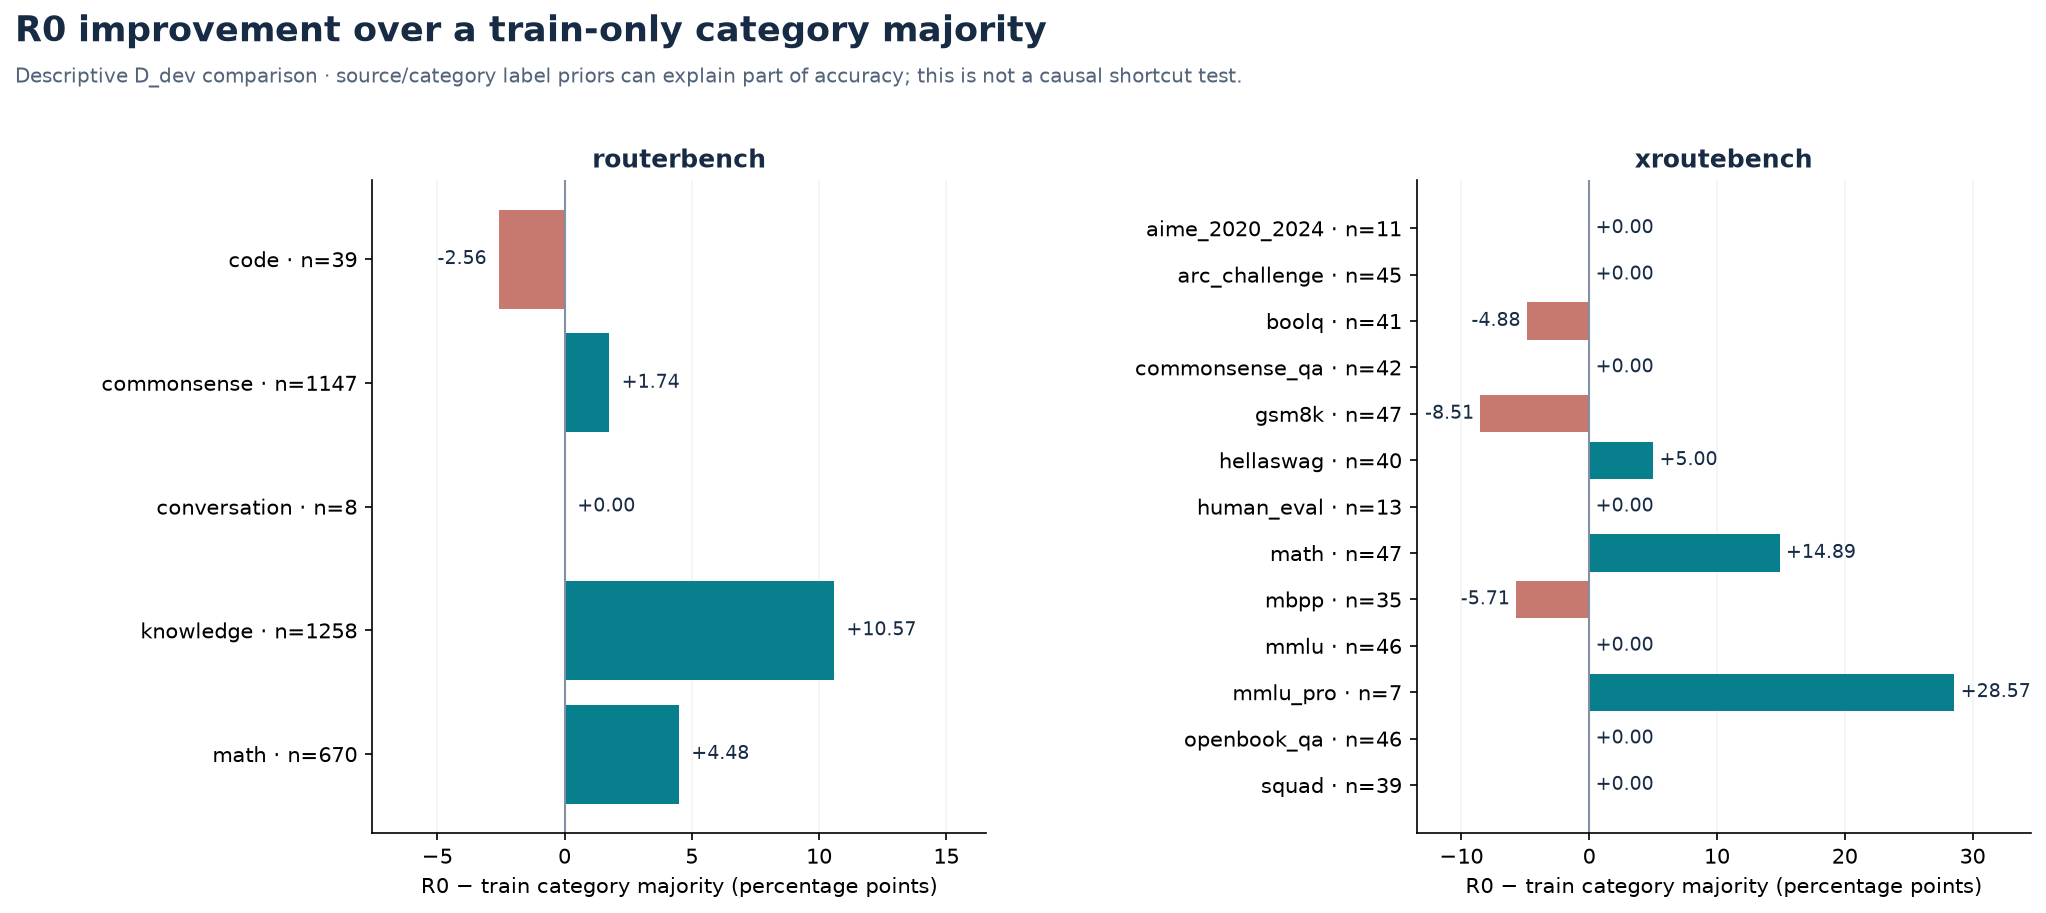 R0 improvement over a train-only category majority
Descriptive D_dev comparison · source/category label priors can explain part of accuracy; this is not a causal shortcut test.
routerbench
code · n=39
-2.56
commonsense · n=1147
+1.74
conversation · n=8
+0.00
knowledge · n=1258
+10.57
math · n=670
+4.48
−5 0 5 10 15
R0 − train category majority (percentage points)
xroutebench
aime_2020_2024 · n=11
+0.00
arc_challenge · n=45
+0.00
boolq · n=41
-4.88
commonsense_qa · n=42
+0.00
gsm8k · n=47
-8.51
hellaswag · n=40
+5.00
human_eval · n=13
+0.00
math · n=47
+14.89
mbpp · n=35
-5.71
mmlu · n=46
+0.00
mmlu_pro · n=7
+28.57
openbook_qa · n=46
+0.00
squad · n=39
+0.00
−10 0 10 20 30
R0 − train category majority (percentage points)